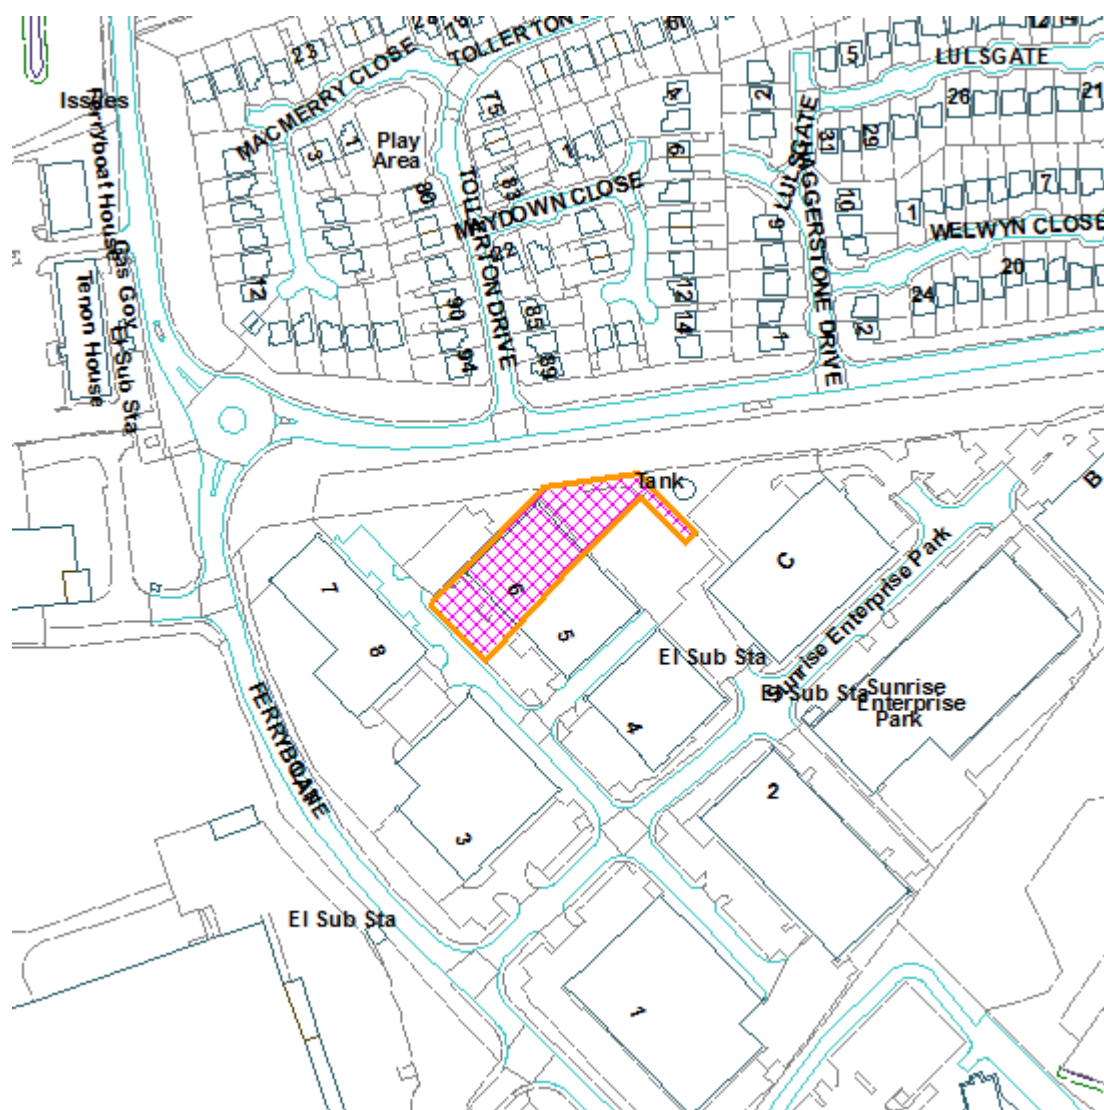 23
MACMERRY CLOSE
TOLLERTON
5
LULSGATE
26
21
Issues
Ferryboat House
75
4
2
LULSGATE
31
29
Play
Area
3
1
1
6
83
80
TOLLERTON DRIVE
MAYDOWN CLOSE
10
1
7
9
HAGGERSTONE DRIVE
WELWYN CLOSE
Gas Gov
El Sub Sta
Tenon House
12
90
94
85
89
12
14
1
2
24
20
Tank
B
C
7
8
6
5
4
El Sub Sta
El Sub Sta
Sunrise Enterprise Park
Sunrise
Enterprise
Park
FERRYBOAT LANE
3
2
El Sub Sta
1